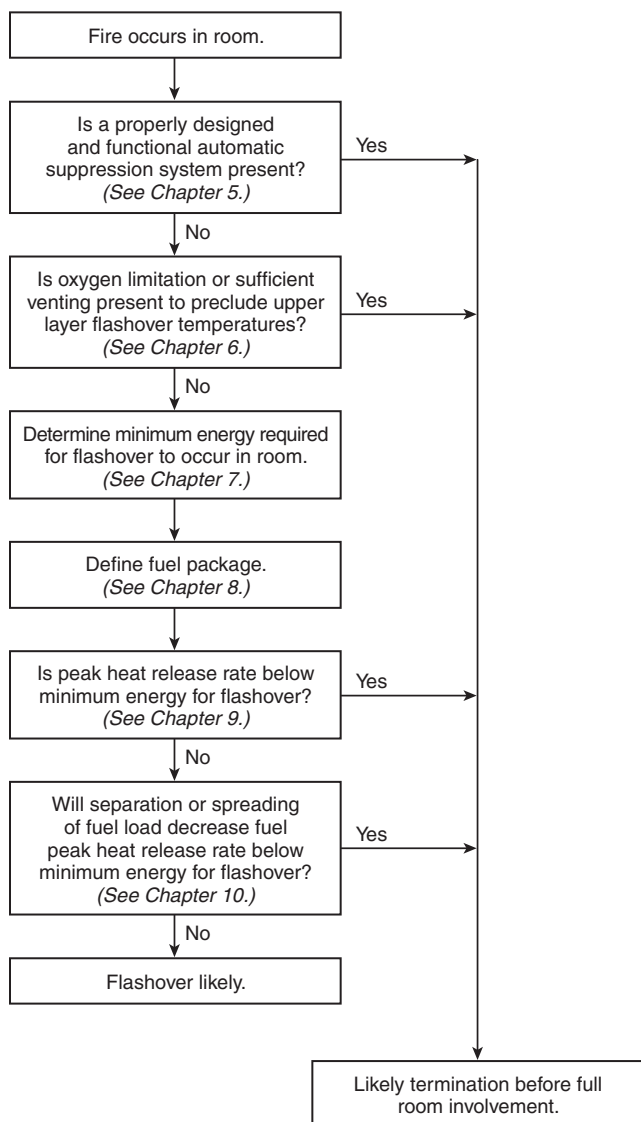 Fire occurs in room.
Is a properly designed
and functional automatic
suppression system present?
(See Chapter 5.)
Yes
No
Is oxygen limitation or sufficient
venting present to preclude upper
layer flashover temperatures?
(See Chapter 6.)
Yes
No
Determine minimum energy required
for flashover to occur in room.
(See Chapter 7.)
Define fuel package.
(See Chapter 8.)
Is peak heat release rate below
minimum energy for flashover?
(See Chapter 9.)
Yes
No
Will separation or spreading
of fuel load decrease fuel
peak heat release rate below
minimum energy for flashover?
(See Chapter 10.)
Yes
No
Flashover likely.
Likely termination before full
room involvement.